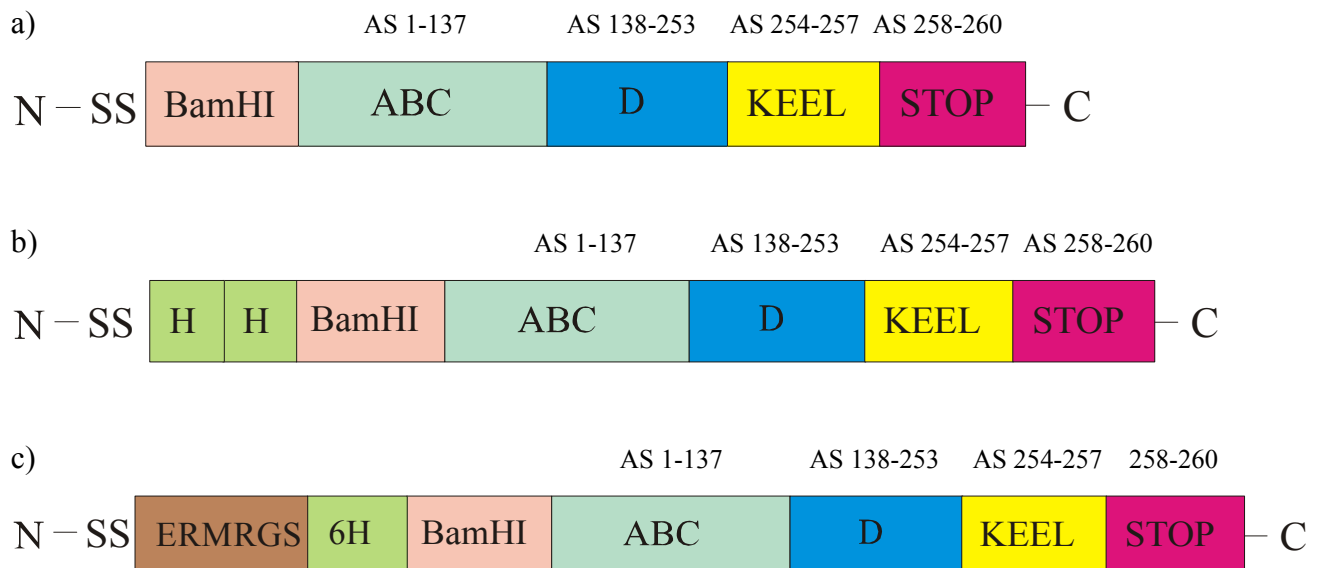 a) AS 1-137 AS 138-253 AS 254-257 AS 258-260
N – SS BamHI ABC D KEEL STOP – C
b) AS 1-137 AS 138-253 AS 254-257 AS 258-260
N – SS H H BamHI ABC D KEEL STOP – C
c) AS 1-137 AS 138-253 AS 254-257 258-260
N – SS ERMRGS 6H BamHI ABC D KEEL STOP – C